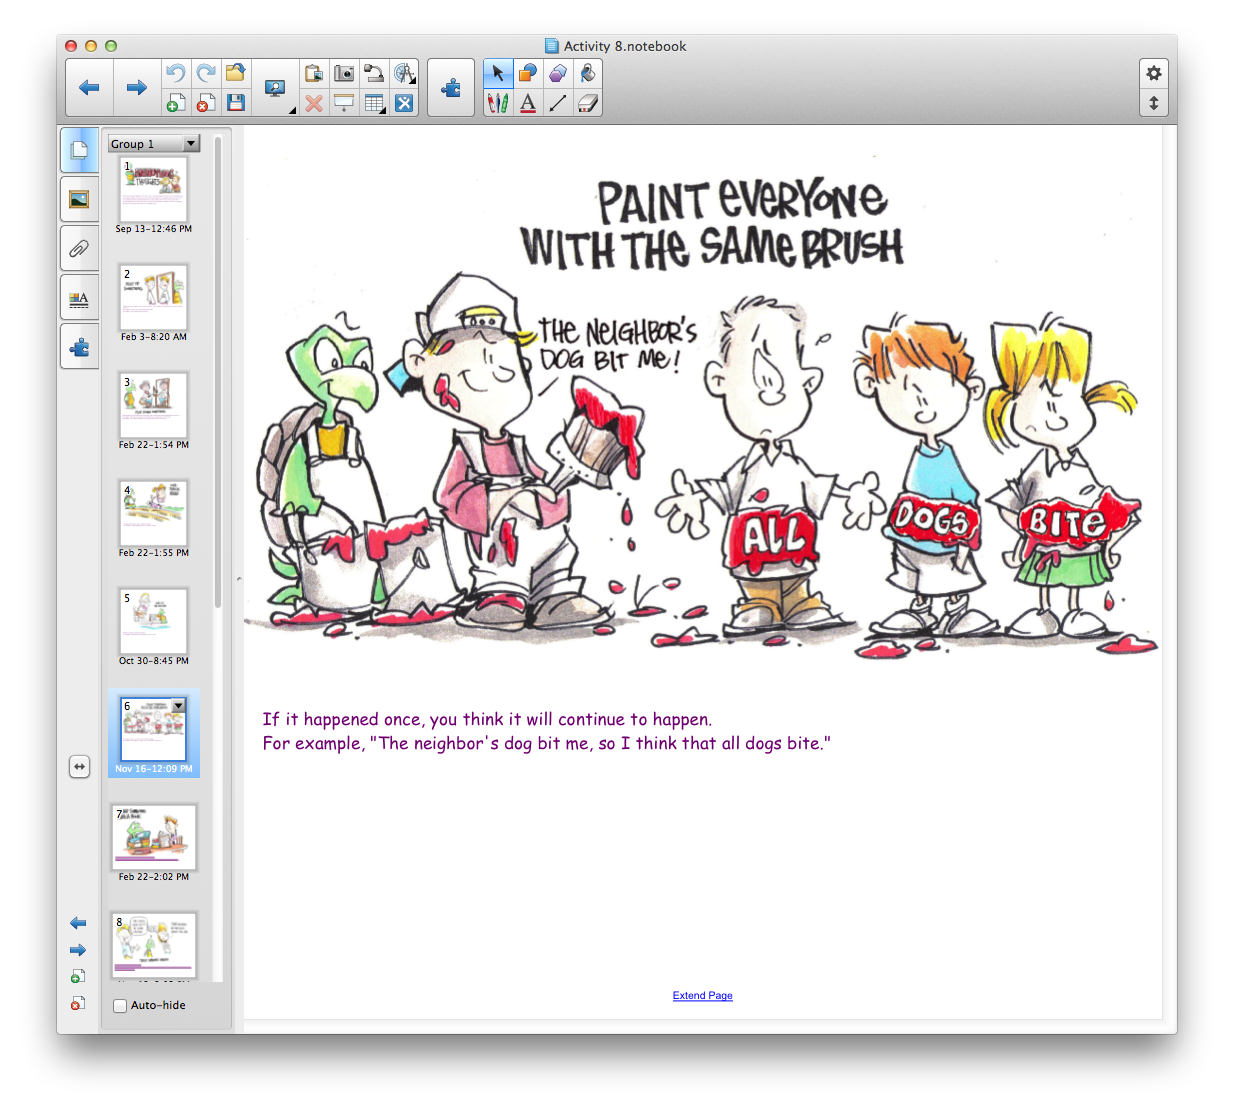 Activity 8.notebook
Group 1
1
Sep 13-12:46 PM
2
Feb 3-8:20 AM
3
Feb 22-1:54 PM
4
Feb 22-1:55 PM
5
Oct 30-8:45 PM
6
Nov 16-12:09 PM
7
Feb 22-2:02 PM
8
Auto-hide
PAINT EVERYONE
WITH THE SAME BRUSH
THE NEIGHBOR'S
DOG BIT ME!
ALL
DOGS
BITE
If it happened once, you think it will continue to happen.
For example, "The neighbor's dog bit me, so I think that all dogs bite."
Extend Page